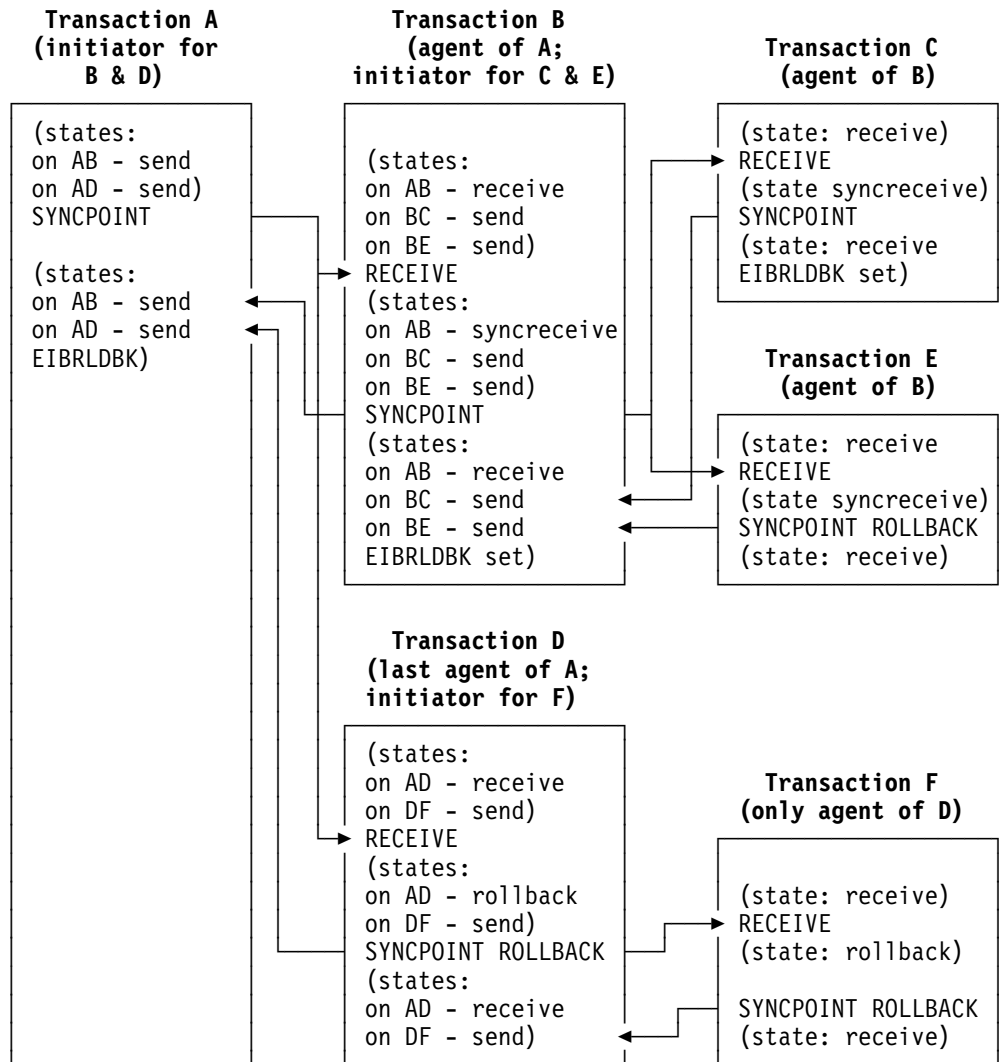 Transaction A
(initiator for
B & D)
(states:
on AB - send
on AD - send)
SYNCPOINT
(states:
on AB - send
on AD - send
EIBRLDBK)
Transaction B
(agent of A;
initiator for C & E)
(states:
on AB - receive
on BC - send
on BE - send)
RECEIVE
(states:
on AB - syncreceive
on BC - send
on BE - send)
SYNCPOINT
(states:
on AB - receive
on BC - send
on BE - send
EIBRLDBK set)
Transaction C
(agent of B)
(state: receive)
RECEIVE
(state syncreceive)
SYNCPOINT
(state: receive
EIBRLDBK set)
Transaction E
(agent of B)
(state: receive
RECEIVE
(state syncreceive)
SYNCPOINT ROLLBACK
(state: receive)
Transaction D
(last agent of A;
initiator for F)
(states:
on AD - receive
on DF - send)
RECEIVE
(states:
on AD - rollback
on DF - send)
SYNCPOINT ROLLBACK
(states:
on AD - receive
on DF - send)
Transaction F
(only agent of D)
(state: receive)
RECEIVE
(state: rollback)
SYNCPOINT ROLLBACK
(state: receive)